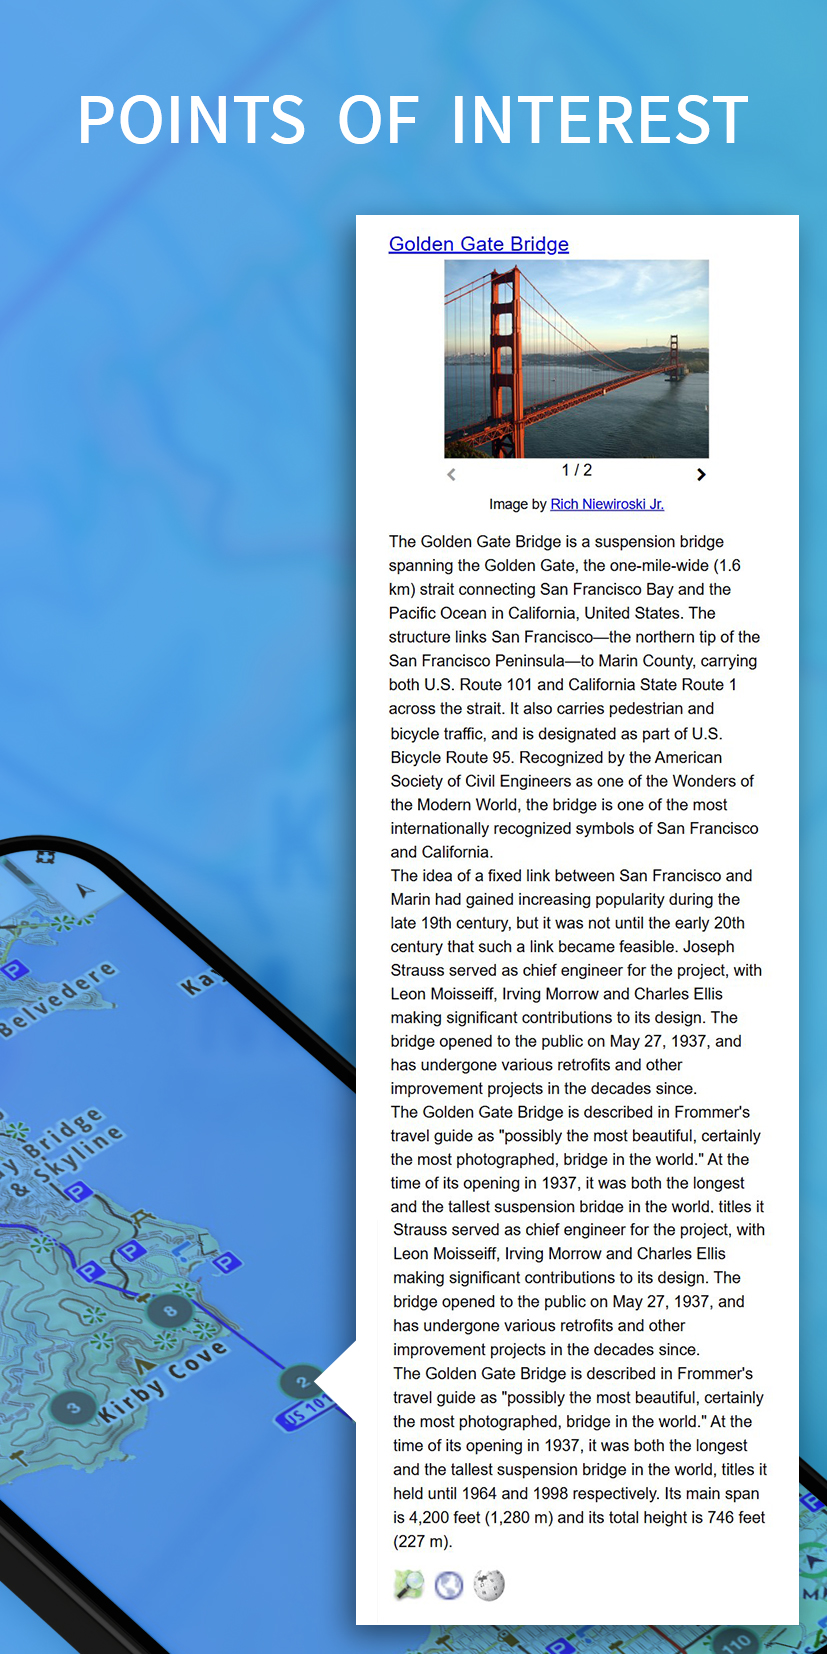 POINTS OF INTEREST
Golden Gate Bridge
1 / 2
Image by Rich Niewiroski Jr.
The Golden Gate Bridge is a suspension bridge
spanning the Golden Gate, the one-mile-wide (1.6
km) strait connecting San Francisco Bay and the
Pacific Ocean in California, United States. The
structure links San Francisco—the northern tip of the
San Francisco Peninsula—to Marin County, carrying
both U.S. Route 101 and California State Route 1
across the strait. It also carries pedestrian and
bicycle traffic, and is designated as part of U.S.
Bicycle Route 95. Recognized by the American
Society of Civil Engineers as one of the Wonders of
the Modern World, the bridge is one of the most
internationally recognized symbols of San Francisco
and California.
The idea of a fixed link between San Francisco and
Marin had gained increasing popularity during the
late 19th century, but it was not until the early 20th
century that such a link became feasible. Joseph
Strauss served as chief engineer for the project, with
Leon Moisseiff, Irving Morrow and Charles Ellis
making significant contributions to its design. The
bridge opened to the public on May 27, 1937, and
has undergone various retrofits and other
improvement projects in the decades since.
The Golden Gate Bridge is described in Frommer's
travel guide as "possibly the most beautiful, certainly
the most photographed, bridge in the world." At the
time of its opening in 1937, it was both the longest
and the tallest suspension bridge in the world, titles it
Strauss served as chief engineer for the project, with
Leon Moisseiff, Irving Morrow and Charles Ellis
making significant contributions to its design. The
bridge opened to the public on May 27, 1937, and
has undergone various retrofits and other
improvement projects in the decades since.
The Golden Gate Bridge is described in Frommer's
travel guide as "possibly the most beautiful, certainly
the most photographed, bridge in the world." At the
time of its opening in 1937, it was both the longest
and the tallest suspension bridge in the world, titles it
held until 1964 and 1998 respectively. Its main span
is 4,200 feet (1,280 m) and its total height is 746 feet
(227 m).
P
Belvedere
Kay
Bridge
& Skyline
P
P
P
P
8
2
US 101
3
Kirby Cove
P
110
P